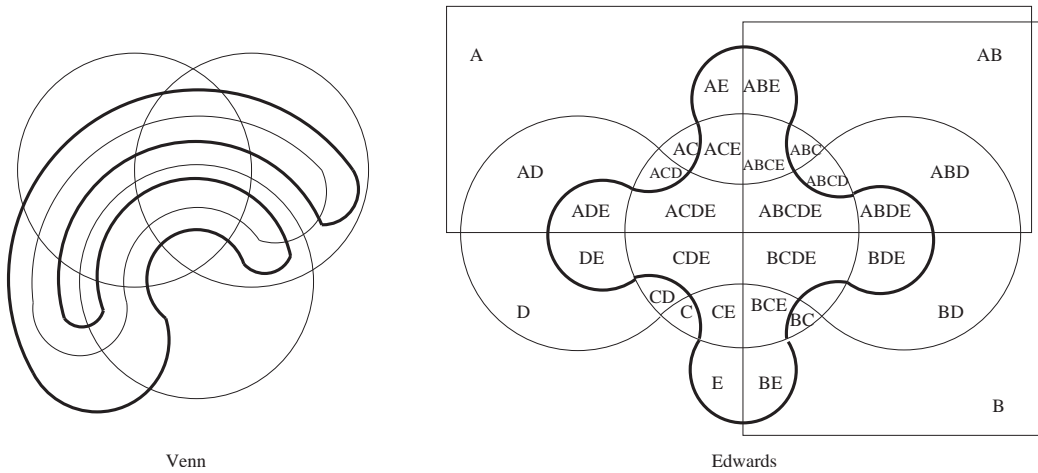 A AB
AE ABE
AC ACE ABCE ABC
AD ACD ABCD ABD
ADE ACDE ABCDE ABDE
DE CDE BCDE BDE
D CD C CE BCE BC BD
E BE
B
Venn Edwards